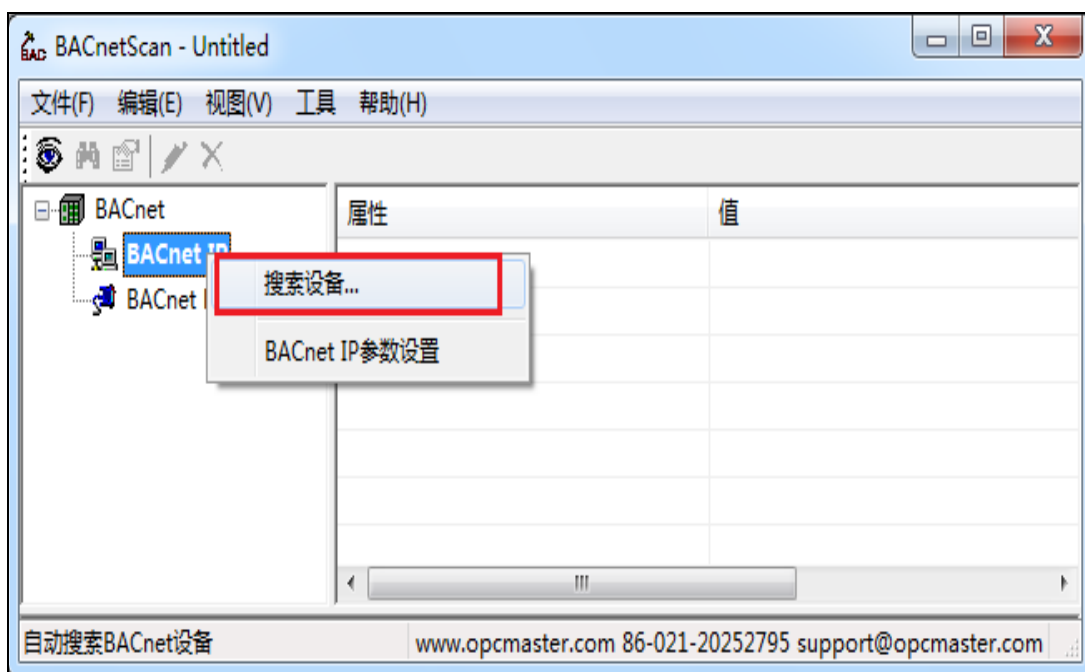 BAC BACnetScan - Untitled
文件(F) 编辑(E) 视图(V) 工具 帮助(H)
BACnet
属性 值
BACnet IP
搜索设备...
BACnet
BACnet IP参数设置
自动搜索BACnet设备 www.opcmaster.com 86-021-20252795 support@opcmaster.com